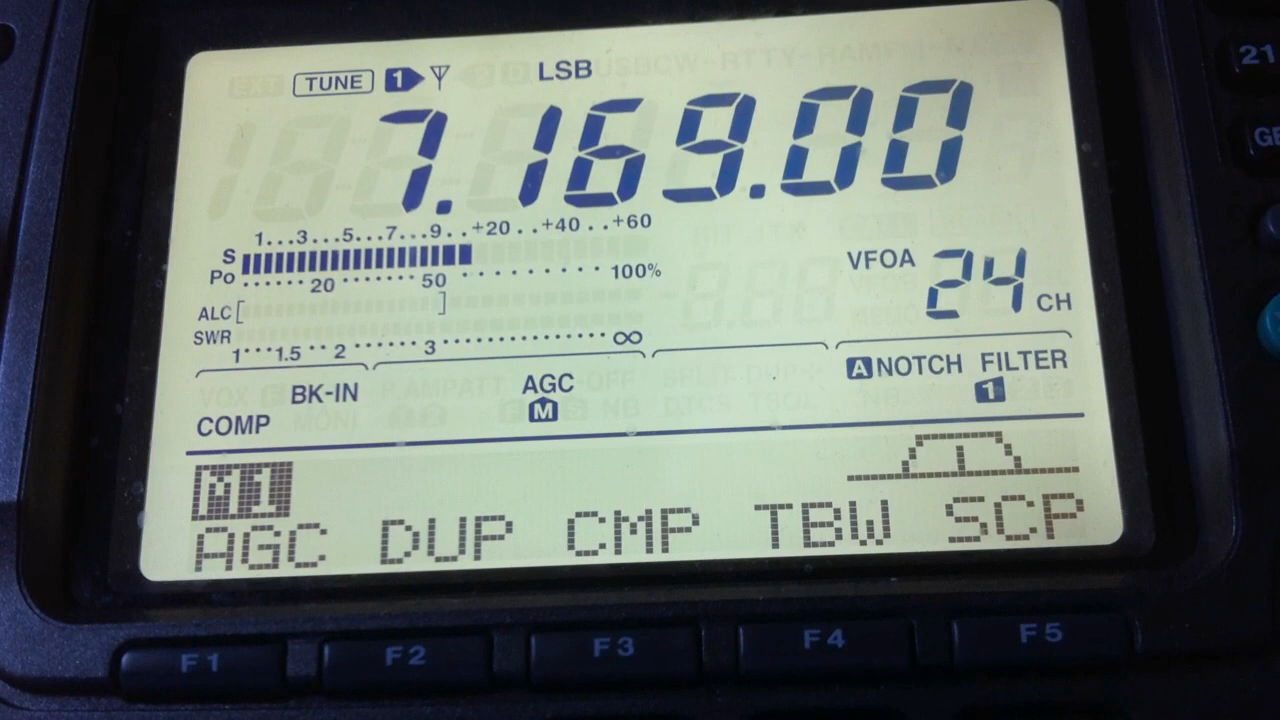 TUNE 1 LSB
7.169.00
1...3...5...7...9..+20..+40..+60
S
Po 20 50 100%
VFOA 24 CH
ALC
SWR
1 1.5 2 3 ∞
BK-IN AGC A NOTCH FILTER
COMP M 1
M1
AGC DUP CMP TBW SCP
F1 F2 F3 F4 F5
21